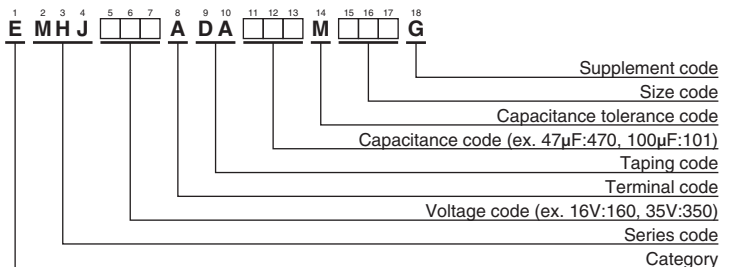 1 2 3 4 5 6 7 8 9 10 11 12 13 14 15 16 17 18
E MHJ □□□ A DA □□□ M □□□ G
Supplement code
Size code
Capacitance tolerance code
Capacitance code (ex. 47µF:470, 100µF:101)
Taping code
Terminal code
Voltage code (ex. 16V:160, 35V:350)
Series code
Category